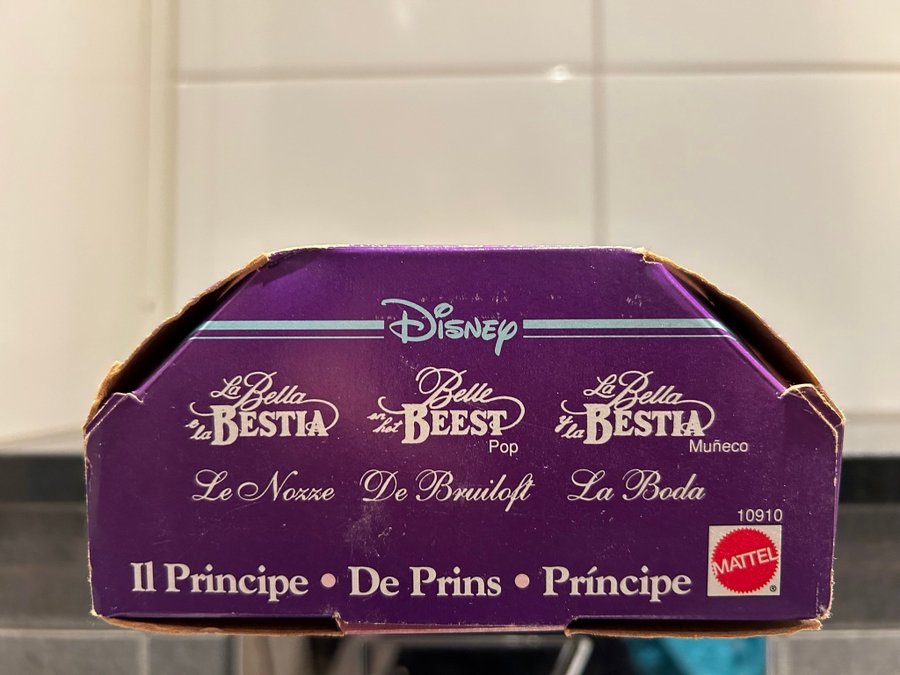 Disney
La Bella e la BESTIA
Belle en het BEEST
La Bella y la BESTIA
Pop
Muñeco
Le Nozze De Bruiloft La Boda
10910
MATTEL
®
Il Principe • De Prins • Príncipe